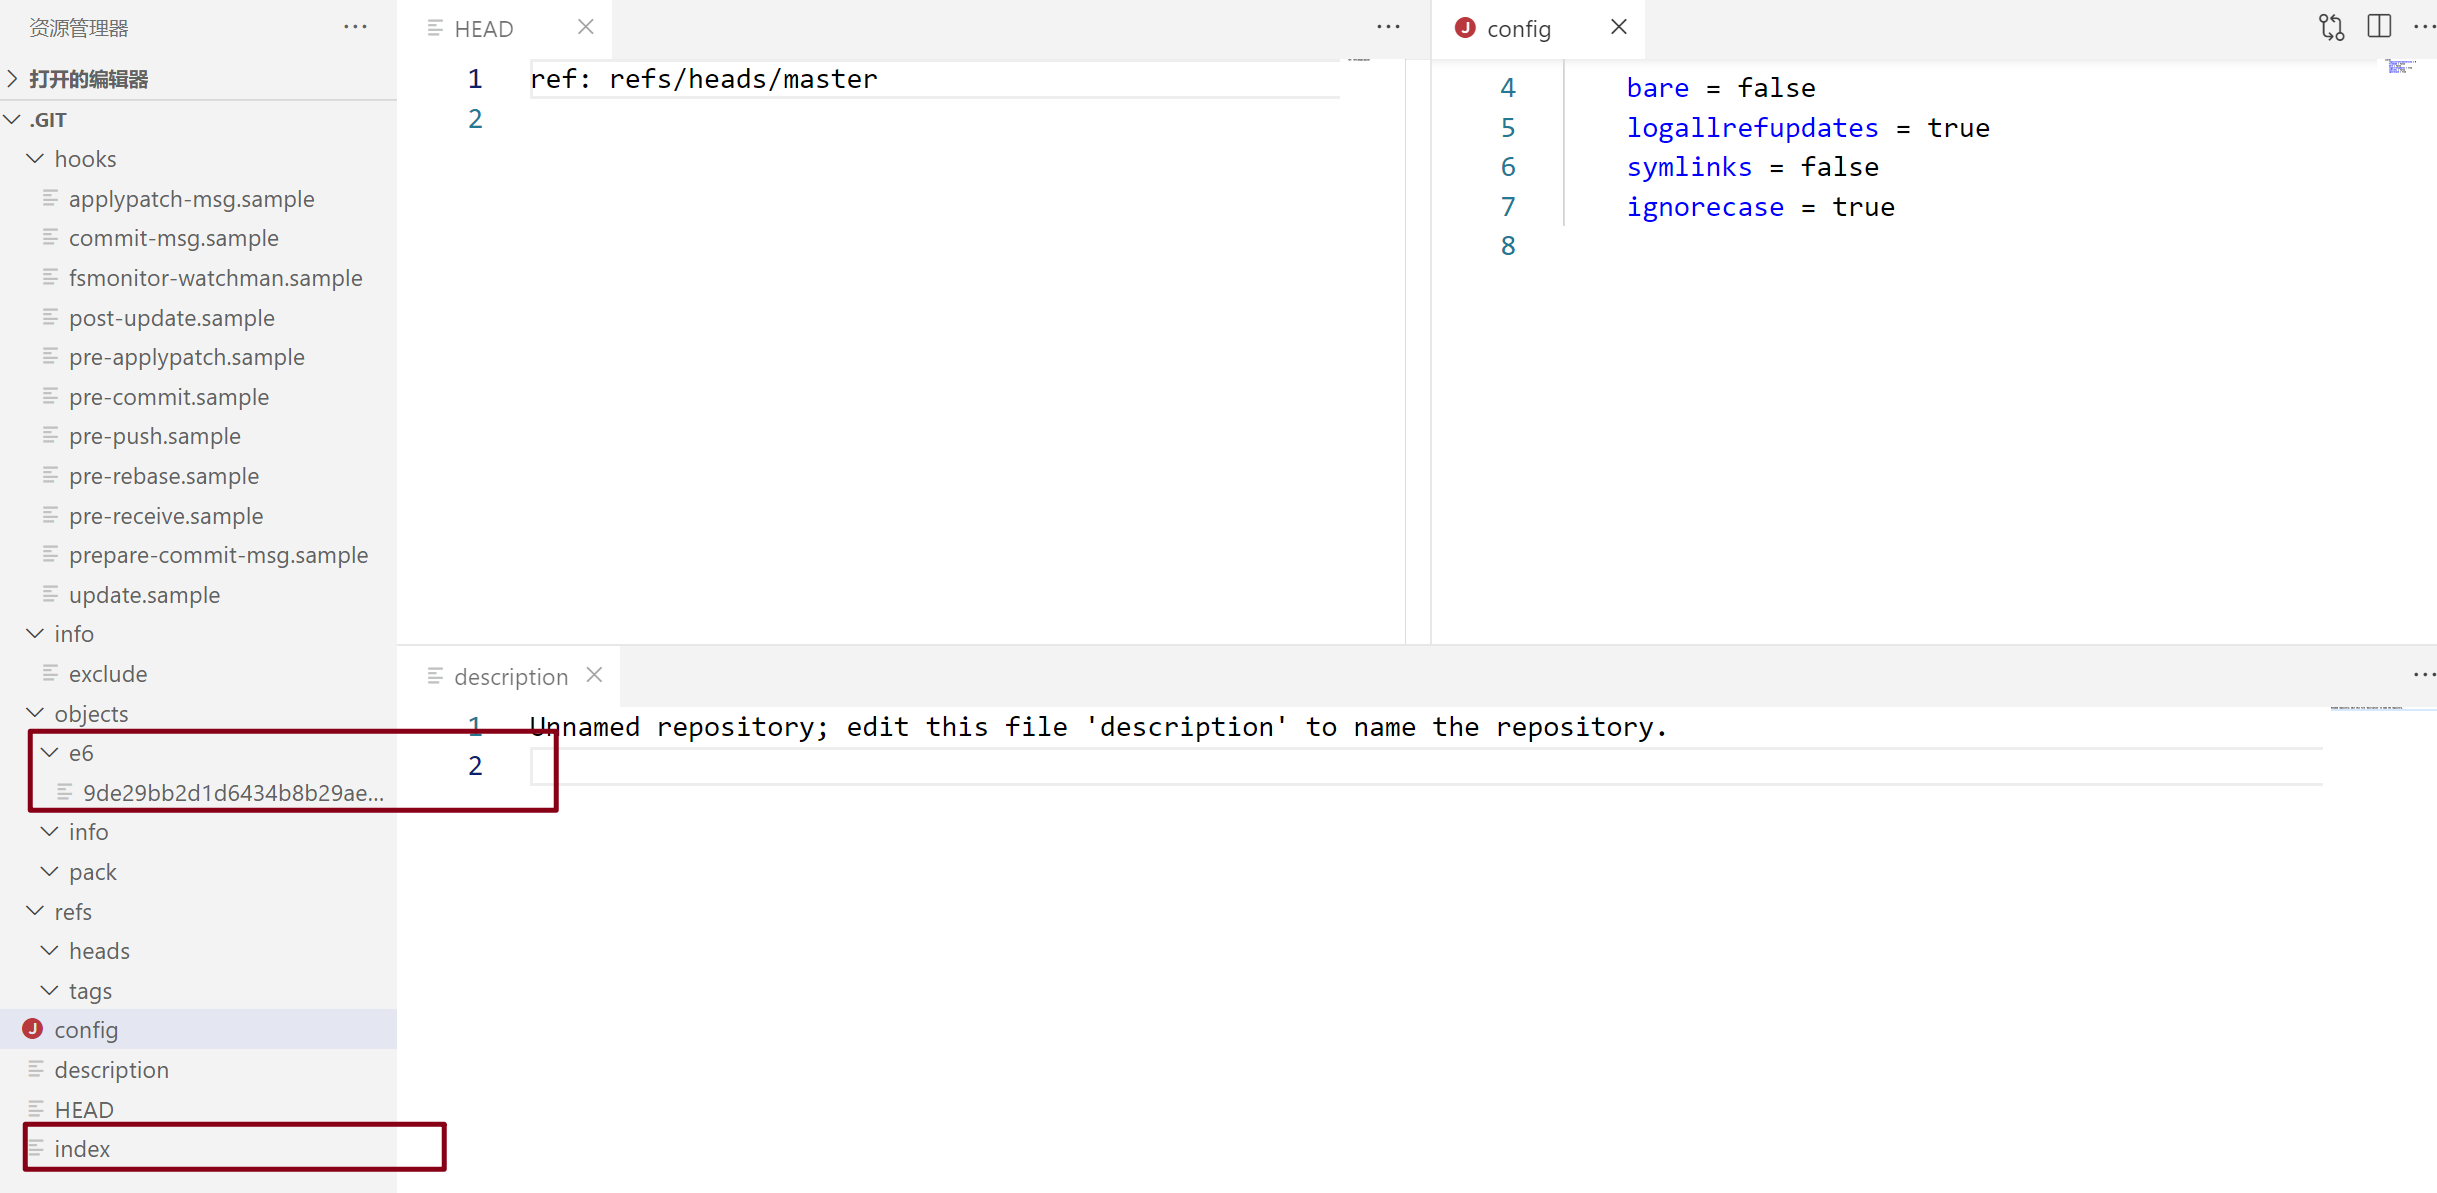 资源管理器
打开的编辑器
.GIT
hooks
applypatch-msg.sample
commit-msg.sample
fsmonitor-watchman.sample
post-update.sample
pre-applypatch.sample
pre-commit.sample
pre-push.sample
pre-rebase.sample
pre-receive.sample
prepare-commit-msg.sample
update.sample
info
exclude
objects
e6
9de29bb2d1d6434b8b29ae...
info
pack
refs
heads
tags
J config
description
HEAD
index
HEAD
1 ref: refs/heads/master
2
J config
4 bare = false
5 logallrefupdates = true
6 symlinks = false
7 ignorecase = true
8
description
1 Unnamed repository; edit this file 'description' to name the repository.
2